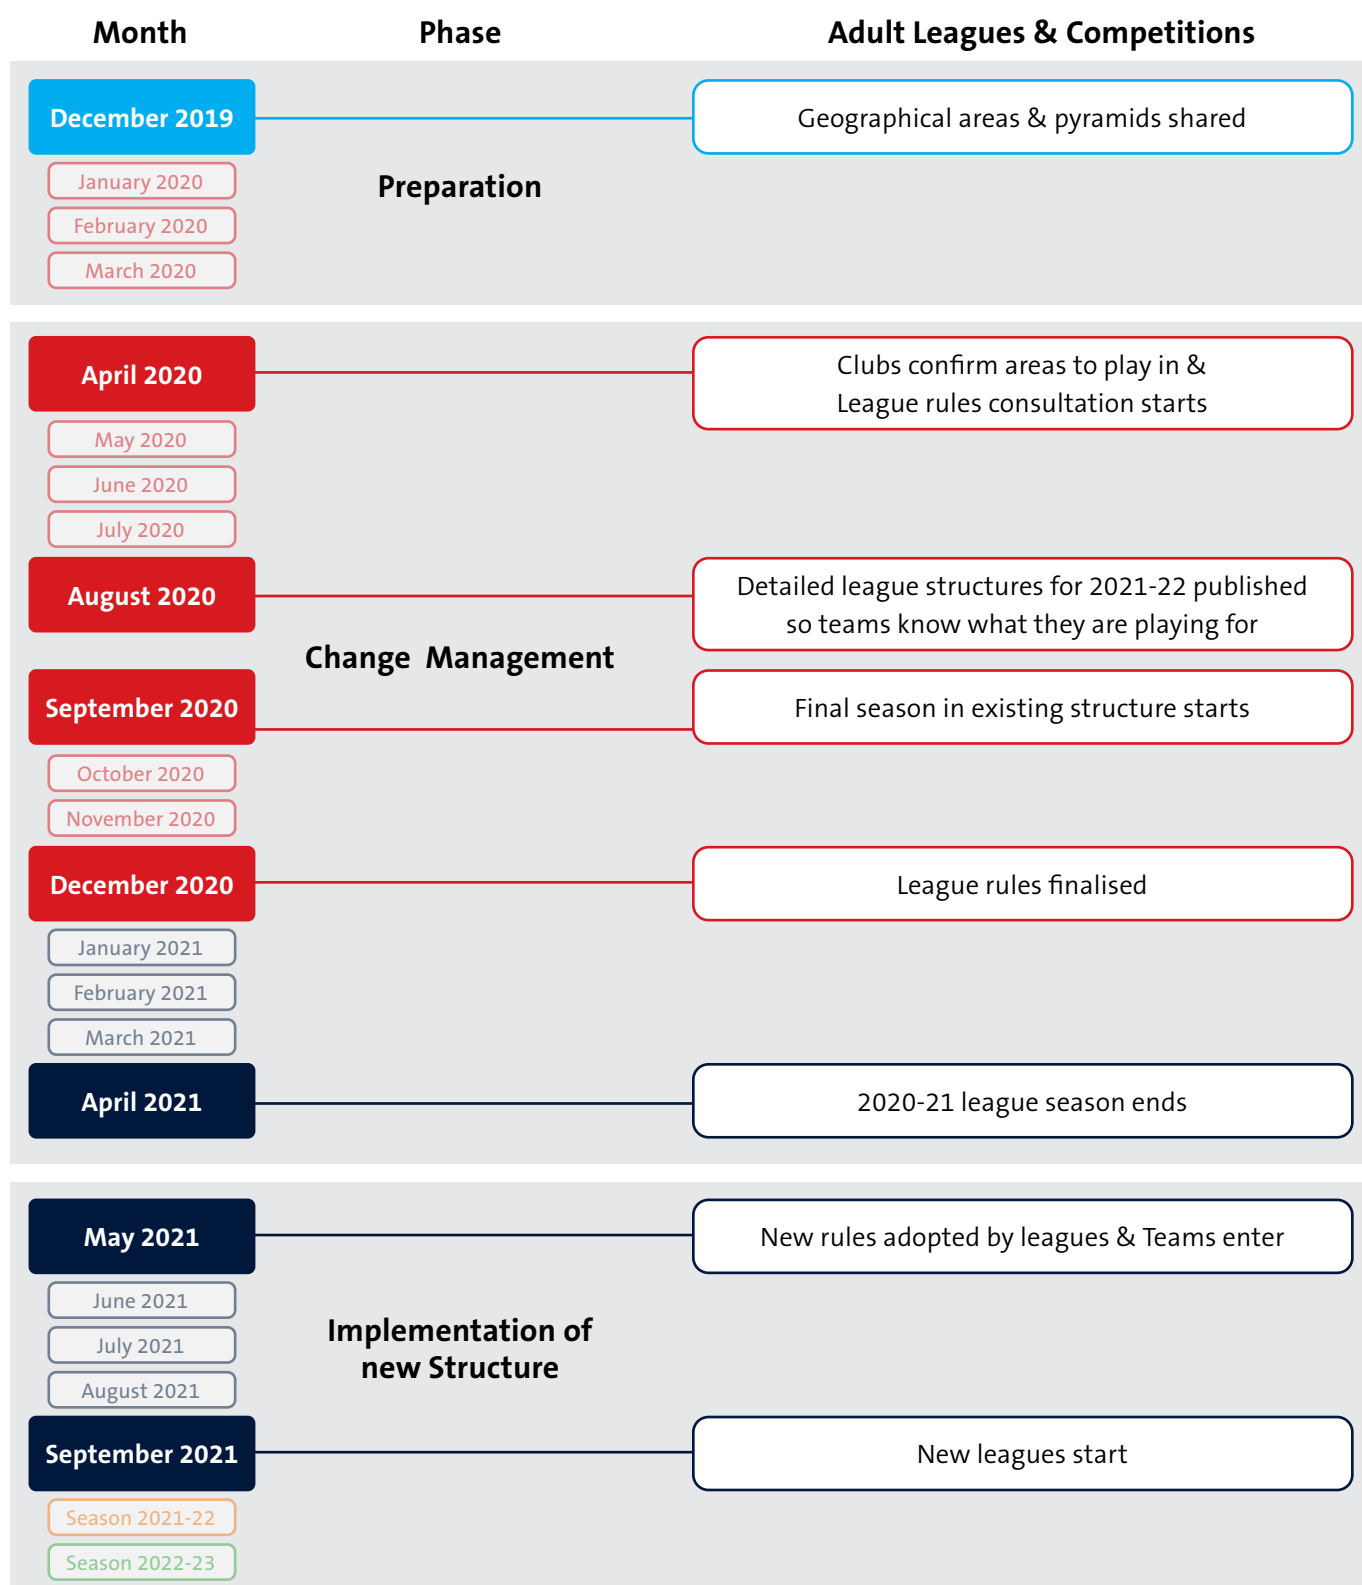 Month Phase Adult Leagues & Competitions
December 2019 Geographical areas & pyramids shared
January 2020
Preparation
February 2020
March 2020
April 2020
Clubs confirm areas to play in &
League rules consultation starts
May 2020
June 2020
July 2020
August 2020
Detailed league structures for 2021-22 published
so teams know what they are playing for
Change Management
September 2020 Final season in existing structure starts
October 2020
November 2020
December 2020 League rules finalised
January 2021
February 2021
March 2021
April 2021 2020-21 league season ends
May 2021 New rules adopted by leagues & Teams enter
June 2021
July 2021
August 2021
Implementation of
new Structure
September 2021 New leagues start
Season 2021-22
Season 2022-23